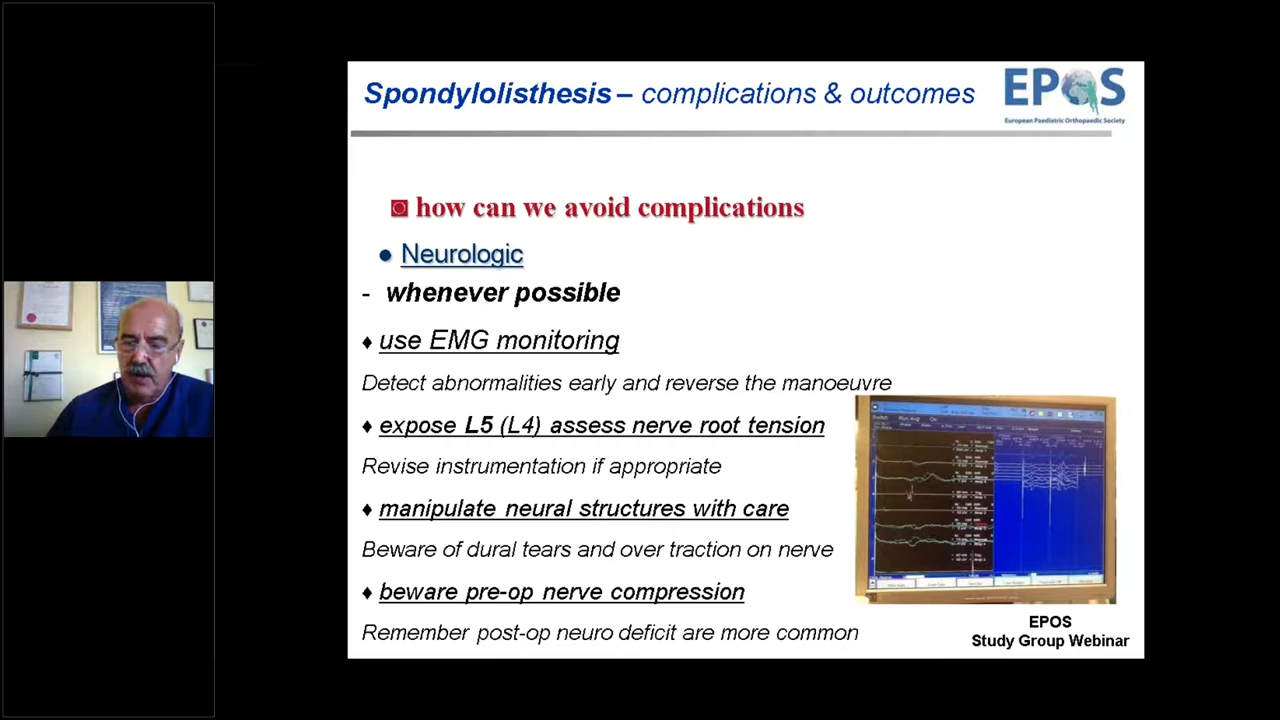 Spondylolisthesis – complications & outcomes
EPOS
European Paediatric Orthopaedic Society
how can we avoid complications
● Neurologic
- whenever possible
♦ use EMG monitoring
Detect abnormalities early and reverse the manoeuvre
♦ expose L5 (L4) assess nerve root tension
Revise instrumentation if appropriate
♦ manipulate neural structures with care
Beware of dural tears and over traction on nerve
♦ beware pre-op nerve compression
Remember post-op neuro deficit are more common
EPOS
Study Group Webinar